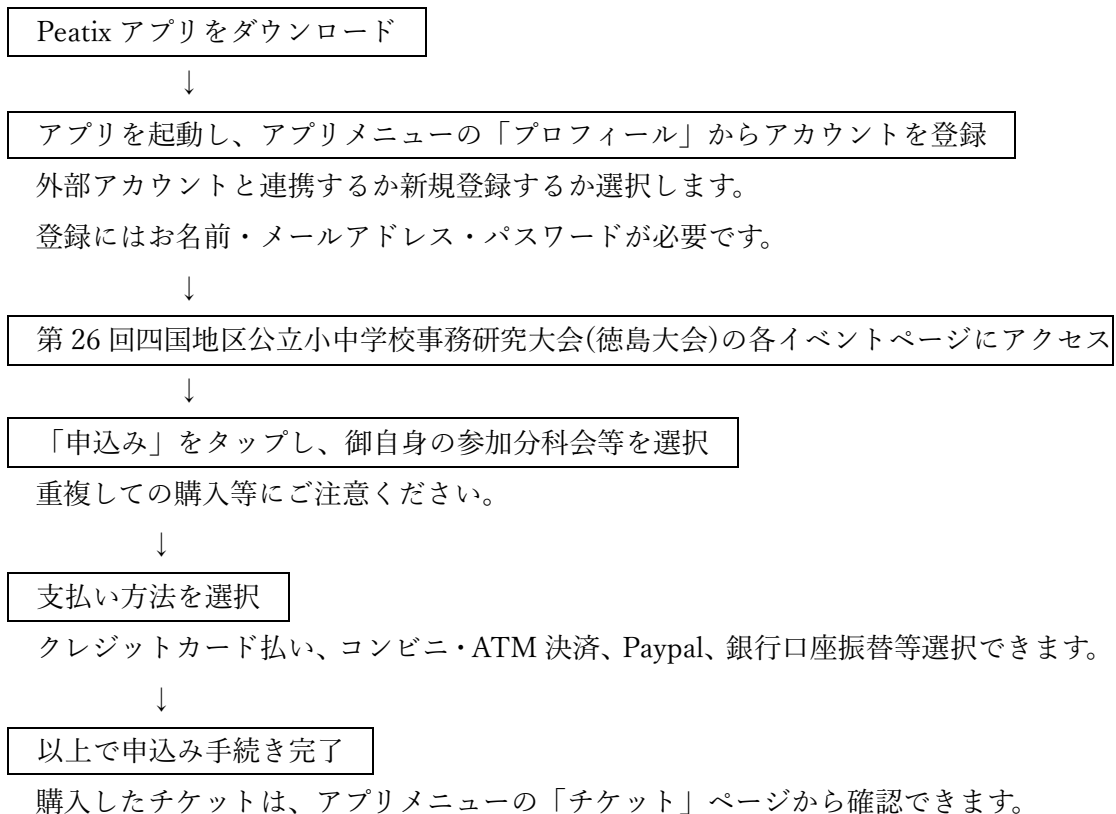 Peatix アプリをダウンロード
↓
アプリを起動し、アプリメニューの「プロフィール」からアカウントを登録
外部アカウントと連携するか新規登録するか選択します。
登録にはお名前・メールアドレス・パスワードが必要です。
↓
第 26 回四国地区公立小中学校事務研究大会(徳島大会)の各イベントページにアクセス
↓
「申込み」をタップし、御自身の参加分科会等を選択
重複しての購入等にご注意ください。
↓
支払い方法を選択
クレジットカード払い、コンビニ・ATM 決済、Paypal、銀行口座振替等選択できます。
↓
以上で申込み手続き完了
購入したチケットは、アプリメニューの「チケット」ページから確認できます。